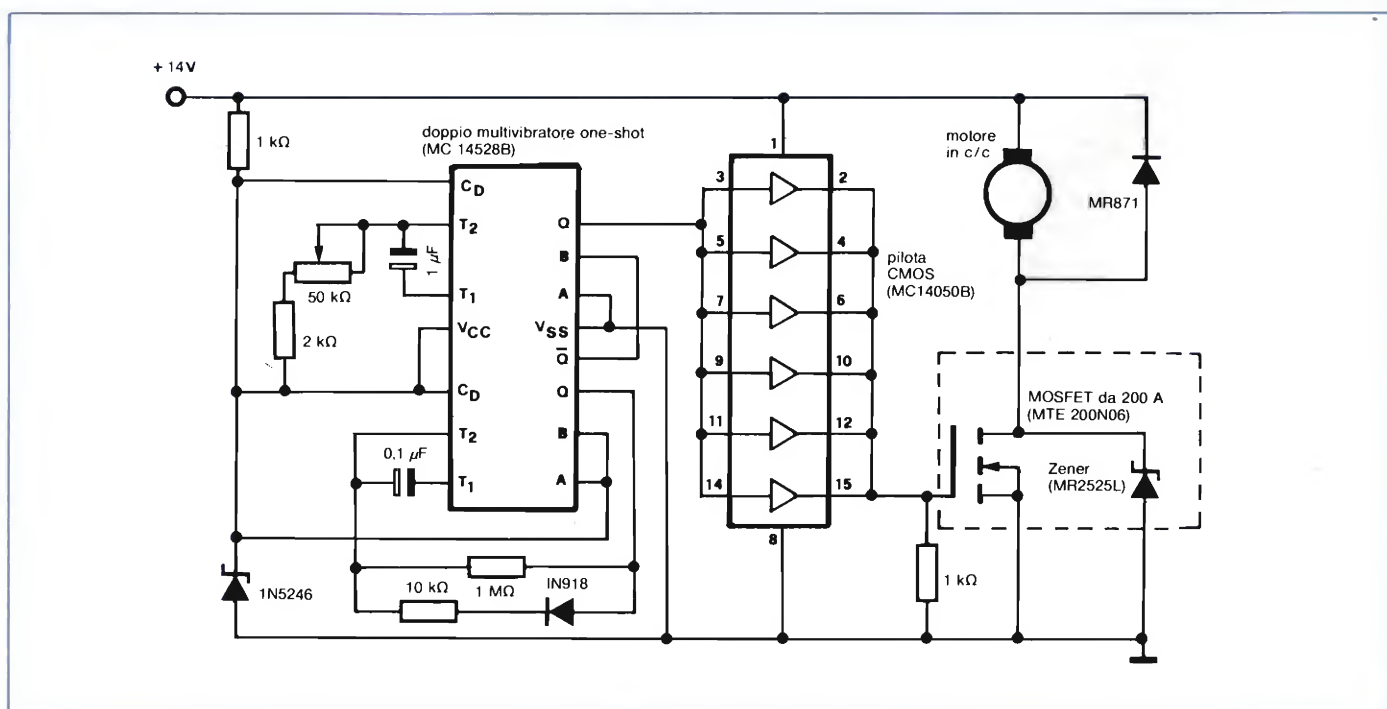 + 14V
1 kΩ
doppio multivibratore one-shot
(MC 14528B)
CD
T2
1 µF
50 kΩ
T1
2 kΩ
VCC
CD
T2
0,1 µF
T1
Q
B
A
VSS
Q̅
Q
B
A
10 kΩ
1 MΩ
IN918
1N5246
1
3
2
5
4
7
6
9
10
11
12
14
15
8
pilota
CMOS
(MC14050B)
motore
in c/c
MR871
MOSFET da 200 A
(MTE 200N06)
Zener
(MR2525L)
1 kΩ